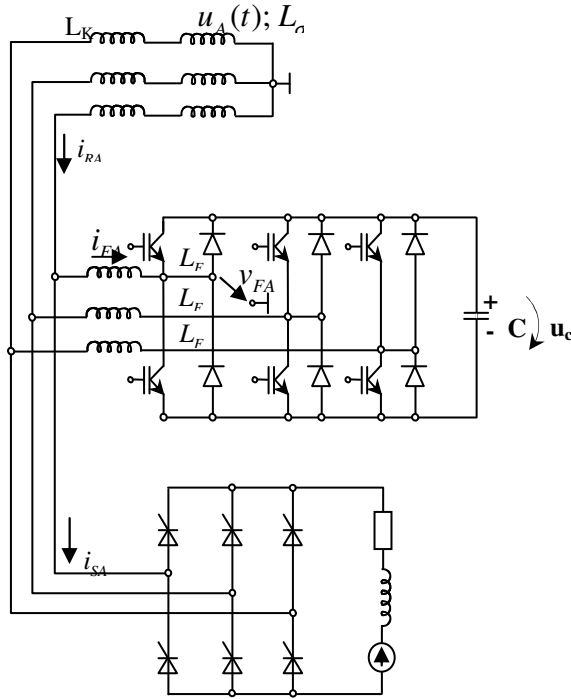 L_K u_A(t); L_σ
i_RA
i_FA
L_F
v_FA
L_F
L_F
+
- C u_c
i_SA